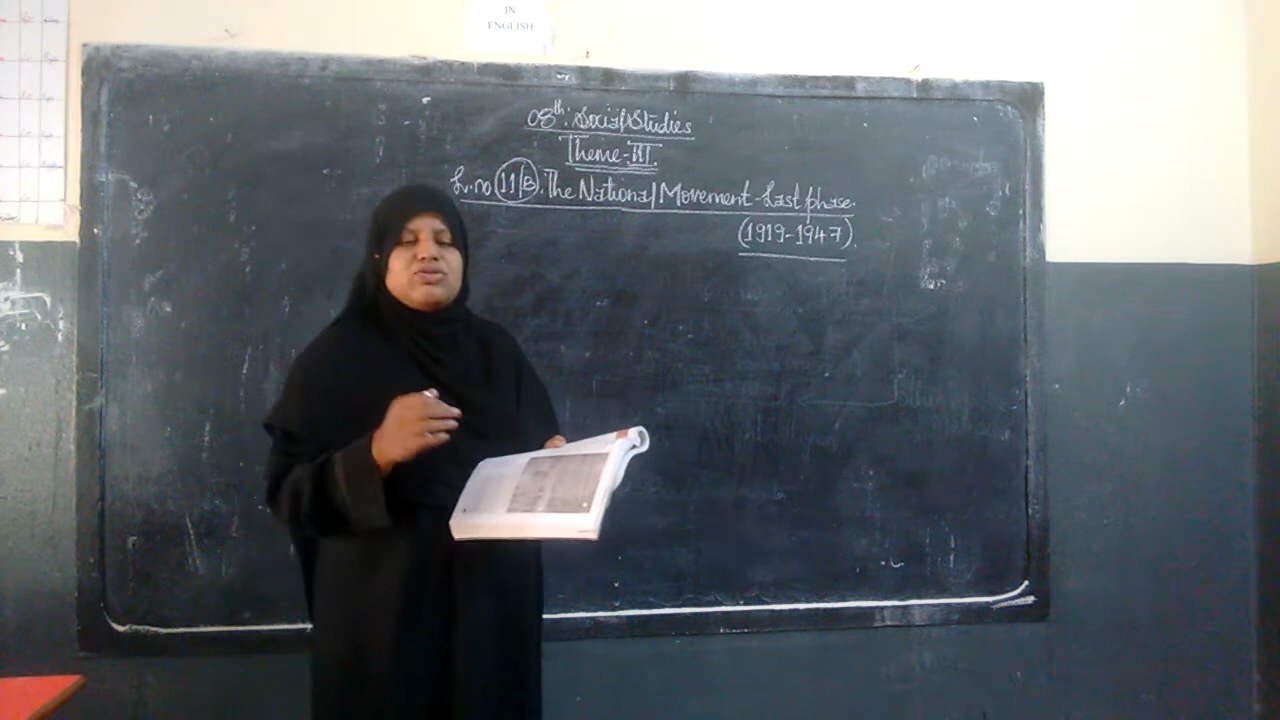 IN
ENGLISH
08th: Social Studies
Theme-III.
L.no 11/B. The National Movement-Last phase.
(1919-1947).